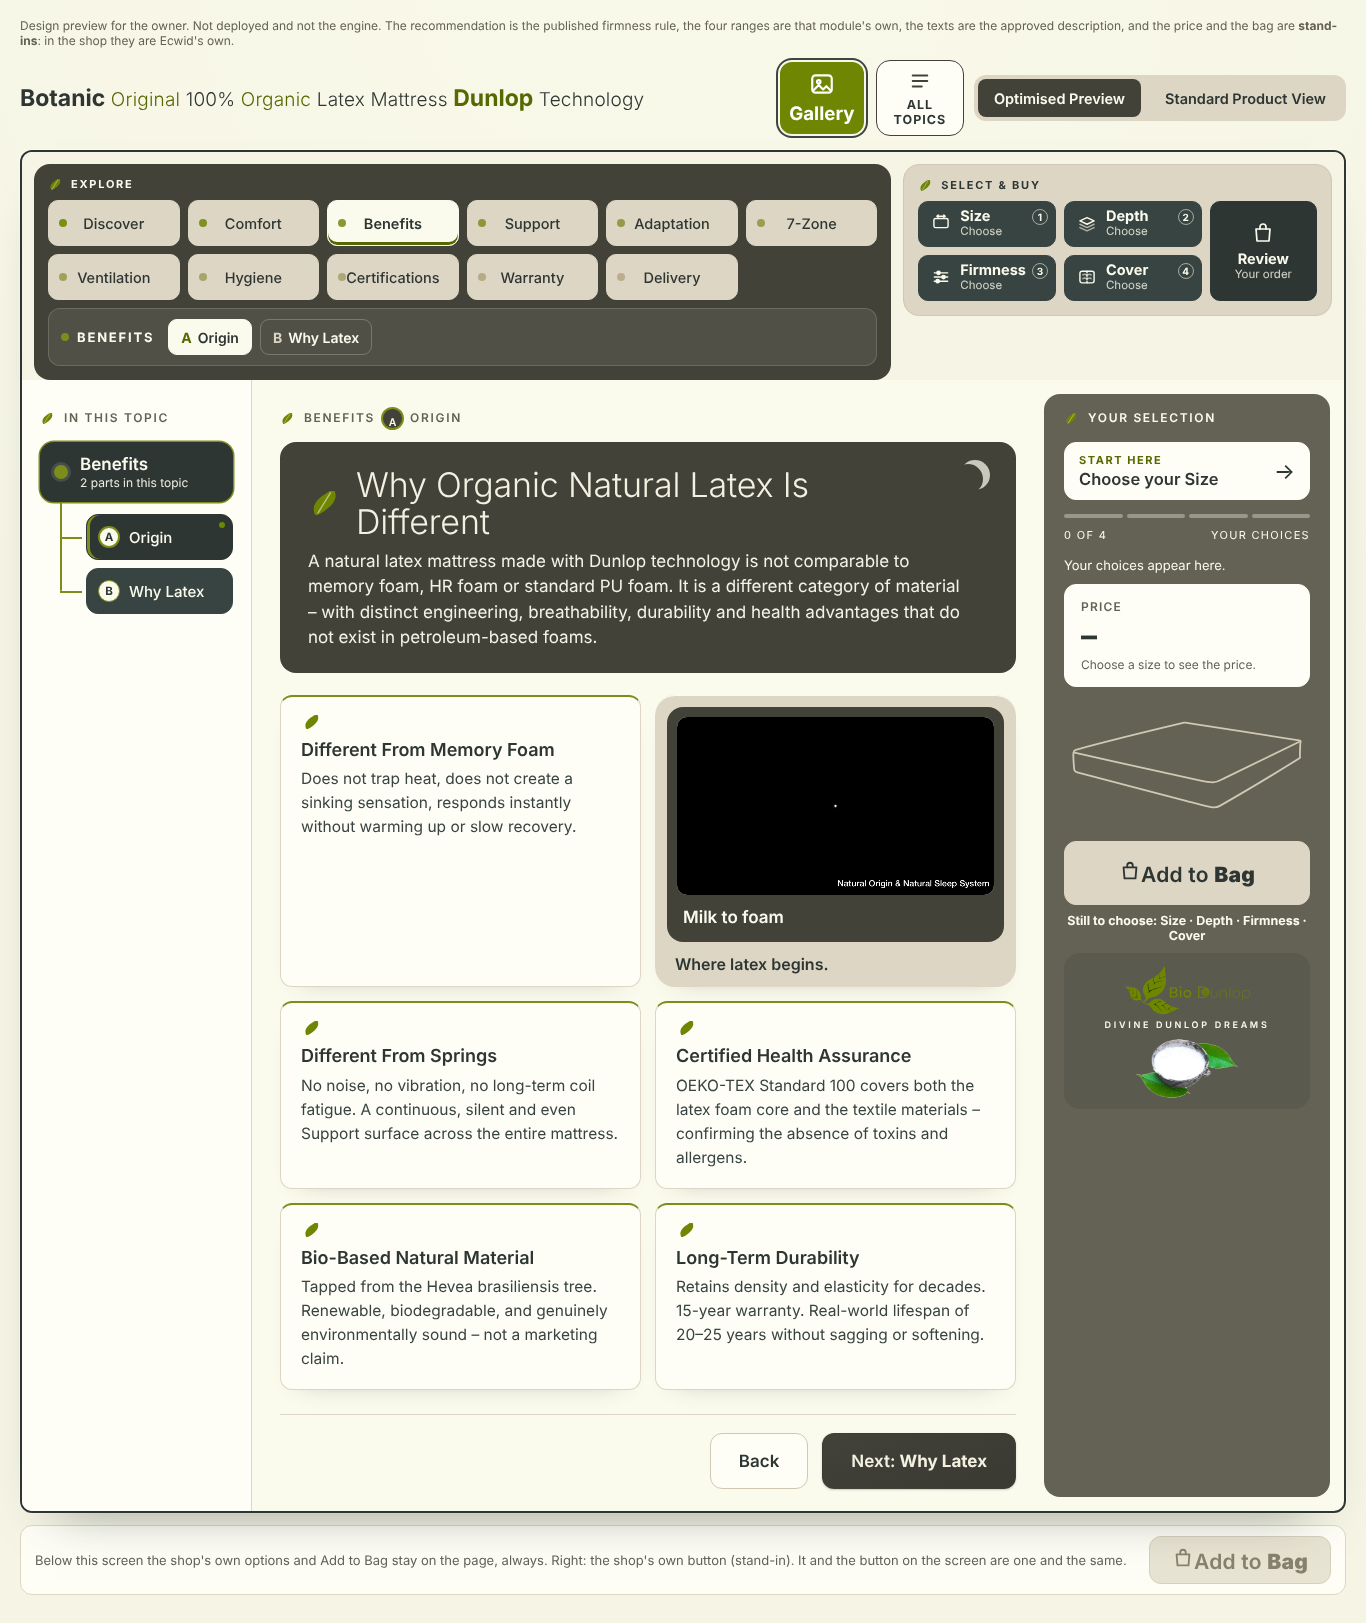 Design preview for the owner. Not deployed and not the engine. The recommendation is the published firmness rule, the four ranges are that module's own, the texts are the approved description, and the price and the bag are stand-
ins: in the shop they are Ecwid's own.
Botanic Original 100% Organic Latex Mattress Dunlop Technology
Gallery
ALL
TOPICS
Optimised Preview
Standard Product View
EXPLORE
Discover
Comfort
Benefits
Support
Adaptation
7-Zone
Ventilation
Hygiene
Certifications
Warranty
Delivery
BENEFITS
A Origin
B Why Latex
SELECT & BUY
Size
Choose
1
Depth
Choose
2
Firmness
Choose
3
Cover
Choose
4
Review
Your order
IN THIS TOPIC
Benefits
2 parts in this topic
A Origin
B Why Latex
BENEFITS A ORIGIN
Why Organic Natural Latex Is
Different
A natural latex mattress made with Dunlop technology is not comparable to
memory foam, HR foam or standard PU foam. It is a different category of material
– with distinct engineering, breathability, durability and health advantages that do
not exist in petroleum-based foams.
Different From Memory Foam
Does not trap heat, does not create a
sinking sensation, responds instantly
without warming up or slow recovery.
Natural Origin & Natural Sleep System
Milk to foam
Where latex begins.
Different From Springs
No noise, no vibration, no long-term coil
fatigue. A continuous, silent and even
Support surface across the entire mattress.
Certified Health Assurance
OEKO-TEX Standard 100 covers both the
latex foam core and the textile materials –
confirming the absence of toxins and
allergens.
Bio-Based Natural Material
Tapped from the Hevea brasiliensis tree.
Renewable, biodegradable, and genuinely
environmentally sound – not a marketing
claim.
Long-Term Durability
Retains density and elasticity for decades.
15-year warranty. Real-world lifespan of
20–25 years without sagging or softening.
Back
Next: Why Latex
YOUR SELECTION
START HERE
Choose your Size
0 OF 4
YOUR CHOICES
Your choices appear here.
PRICE
–
Choose a size to see the price.
Add to Bag
Still to choose: Size · Depth · Firmness ·
Cover
Bio Dunlop
DIVINE DUNLOP DREAMS
Below this screen the shop's own options and Add to Bag stay on the page, always. Right: the shop's own button (stand-in). It and the button on the screen are one and the same.
Add to Bag